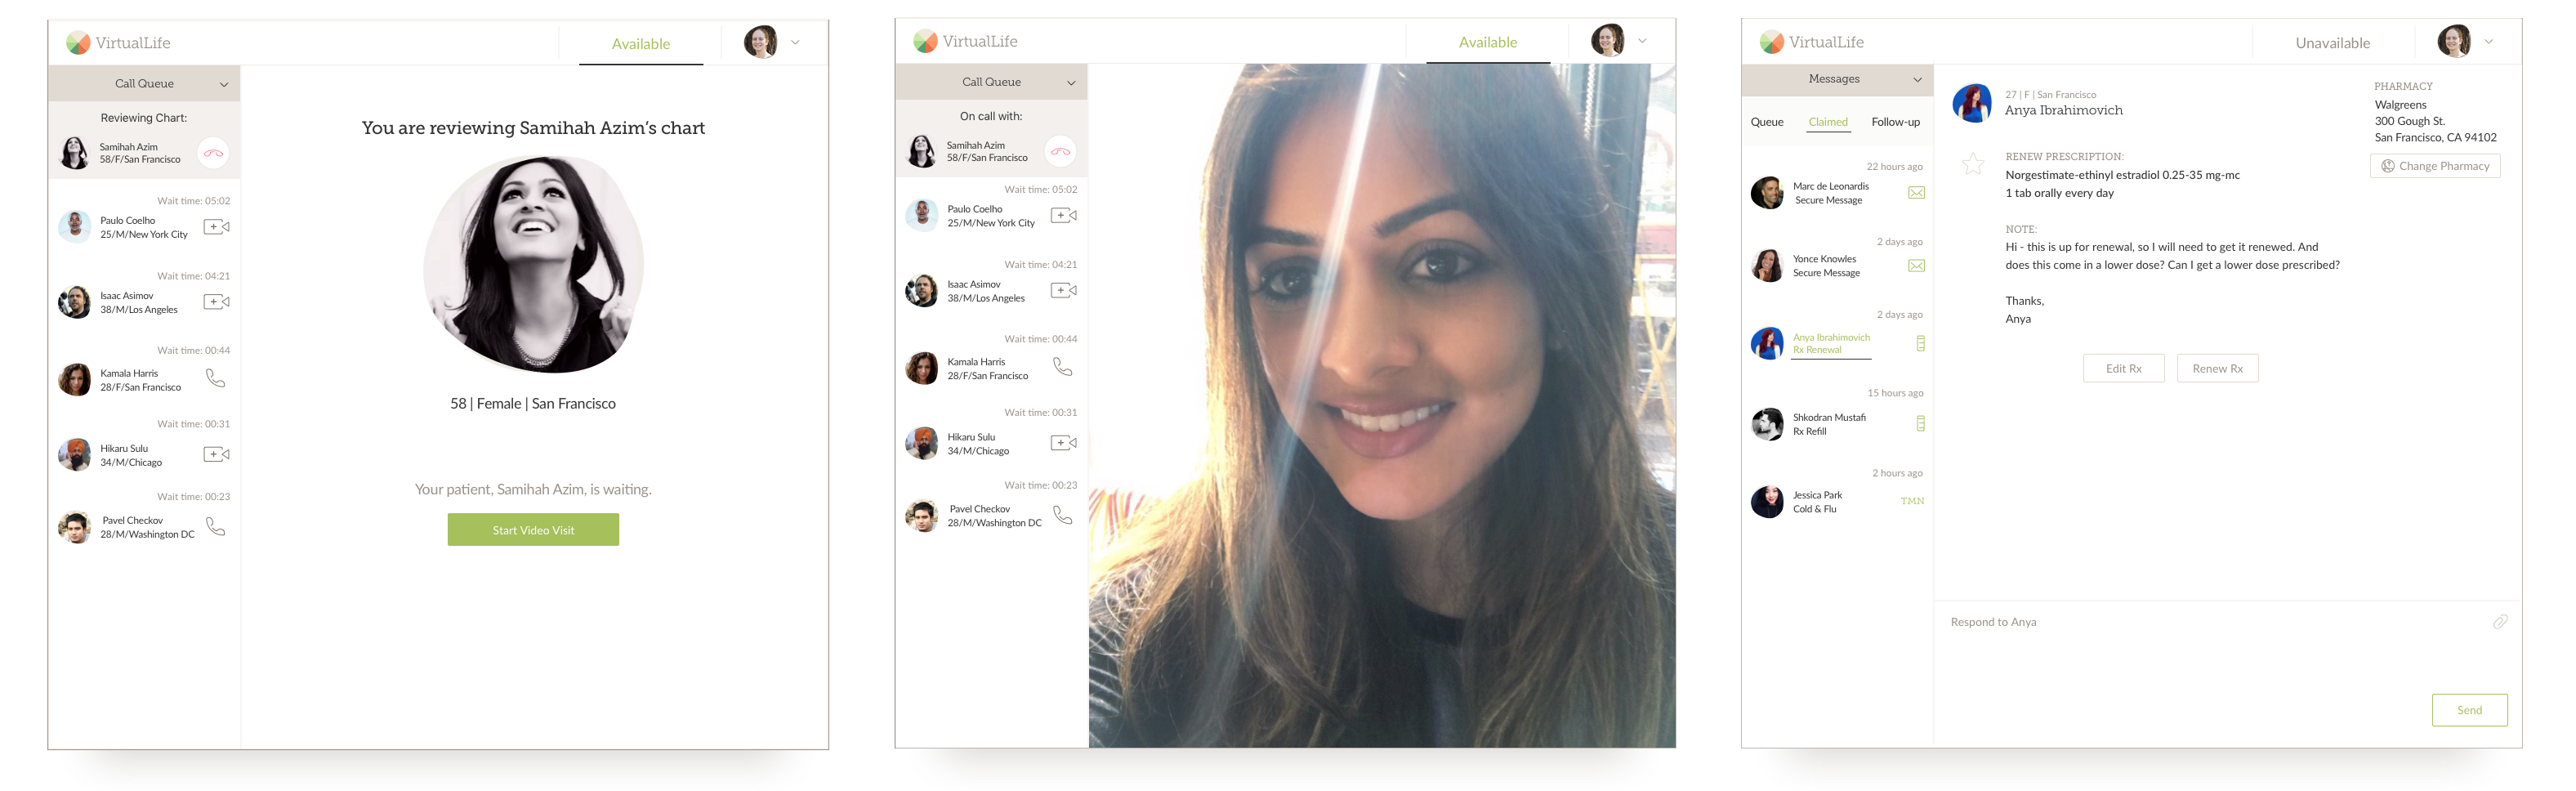 VirtualLife
Available
Call Queue
Reviewing Chart:
Samihah Azim
58/F/San Francisco
Wait time: 05:02
Paulo Coelho
25/M/New York City
Wait time: 04:21
Isaac Asimov
38/M/Los Angeles
Wait time: 00:44
Kamala Harris
28/F/San Francisco
Wait time: 00:31
Hikaru Sulu
34/M/Chicago
Wait time: 00:23
Pavel Checkov
28/M/Washington DC
You are reviewing Samihah Azim's chart
58 | Female | San Francisco
Your patient, Samihah Azim, is waiting.
Start Video Visit
VirtualLife
Available
Call Queue
On call with:
Samihah Azim
58/F/San Francisco
Wait time: 05:02
Paulo Coelho
25/M/New York City
Wait time: 04:21
Isaac Asimov
38/M/Los Angeles
Wait time: 00:44
Kamala Harris
28/F/San Francisco
Wait time: 00:31
Hikaru Sulu
34/M/Chicago
Wait time: 00:23
Pavel Checkov
28/M/Washington DC
VirtualLife
Unavailable
Messages
Queue Claimed Follow-up
22 hours ago
Marc de Leonardis
Secure Message
2 days ago
Yonce Knowles
Secure Message
2 days ago
Anya Ibrahimovich
Rx Renewal
15 hours ago
Shkodran Mustafi
Rx Refill
2 hours ago
Jessica Park
Cold & Flu
TMN
27 | F | San Francisco
Anya Ibrahimovich
PHARMACY
Walgreens
300 Gough St.
San Francisco, CA 94102
Change Pharmacy
RENEW PRESCRIPTION:
Norgestimate-ethinyl estradiol 0.25-35 mg-mc
1 tab orally every day
NOTE:
Hi - this is up for renewal, so I will need to get it renewed. And
does this come in a lower dose? Can I get a lower dose prescribed?
Thanks,
Anya
Edit Rx
Renew Rx
Respond to Anya
Send